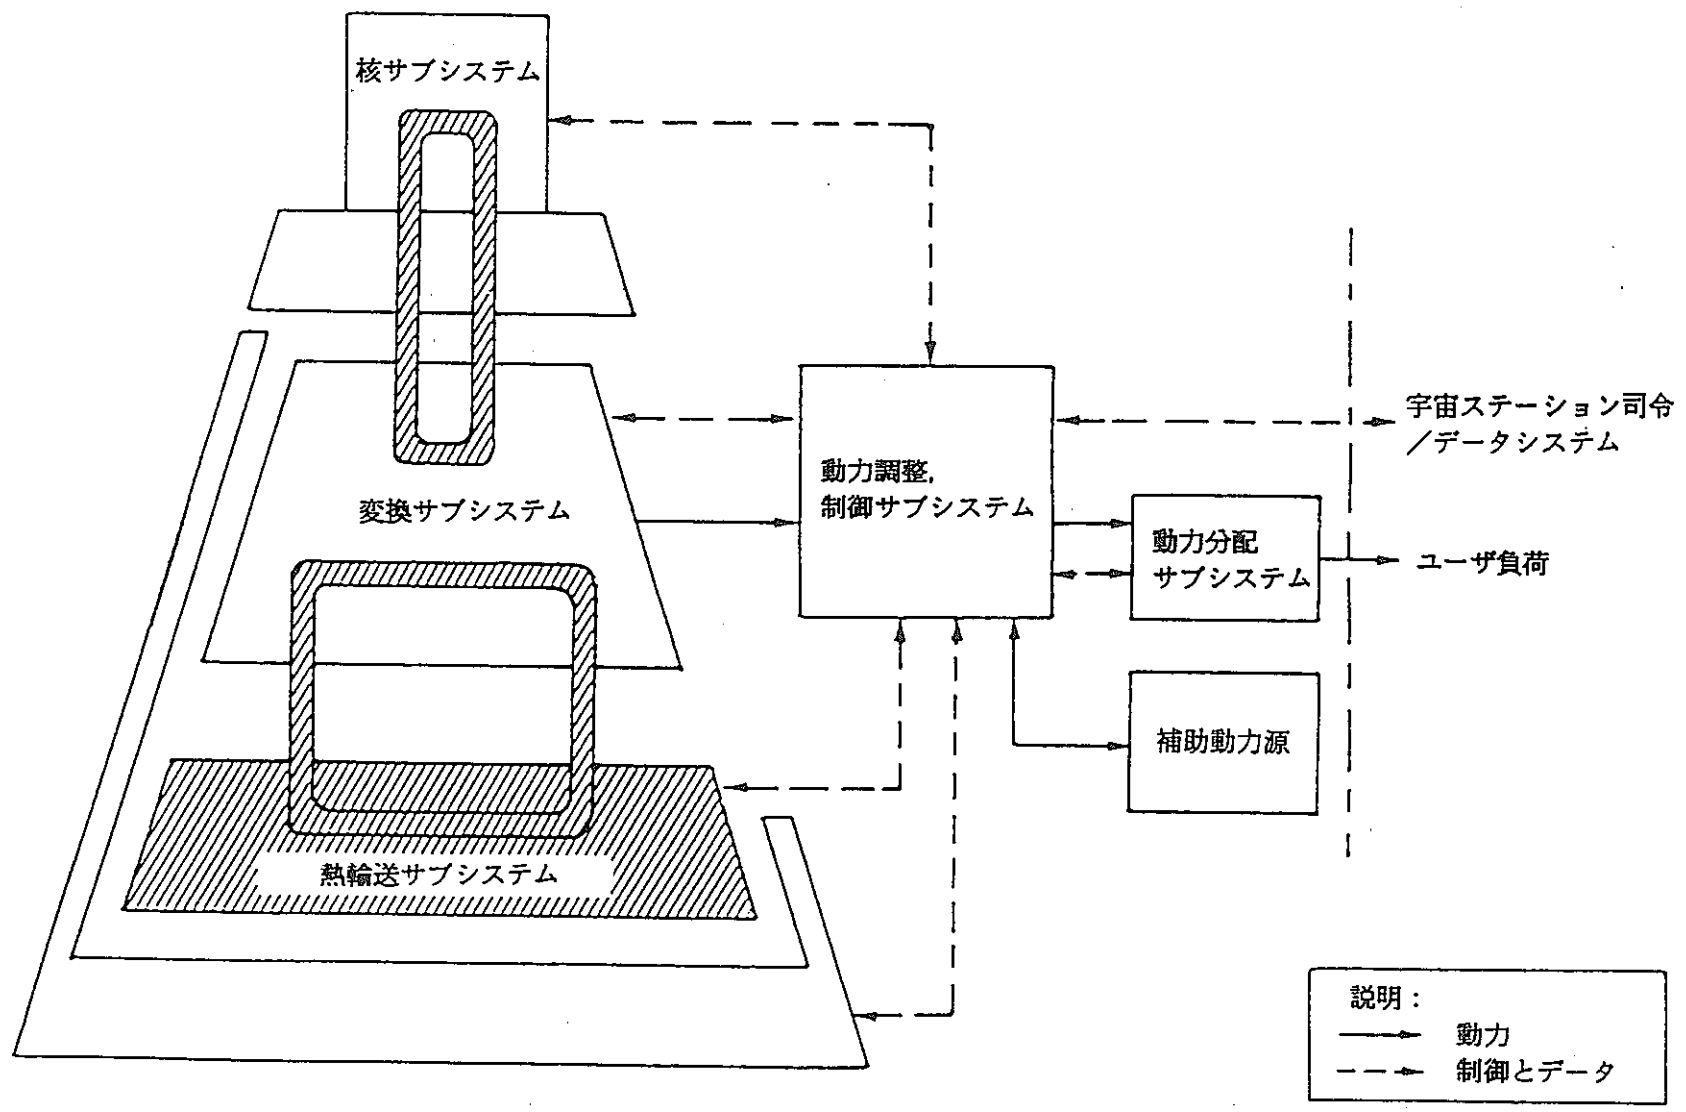 核サブシステム
変換サブシステム
熱輸送サブシステム
動力調整,
制御サブシステム
動力分配
サブシステム
補助動力源
宇宙ステーション司令
/データシステム
ユーザ負荷
説明:
動力
制御とデータ